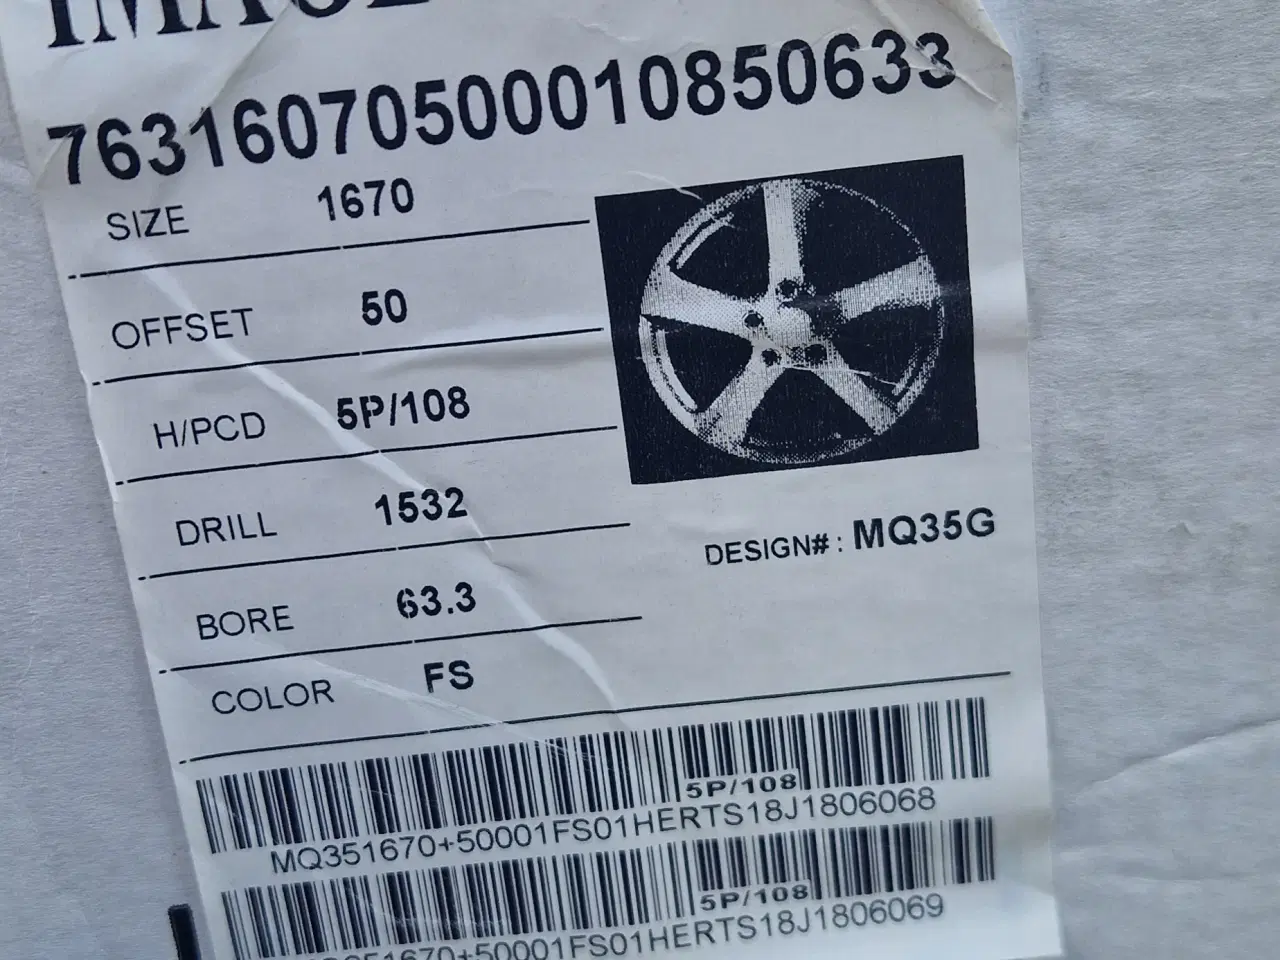 76316070500010850633
SIZE 1670
OFFSET 50
H/PCD 5P/108
DRILL 1532
BORE 63.3
COLOR FS
DESIGN#: MQ35G
5P/108
MQ351670+50001FS01HERTS18J1806068
5P/108